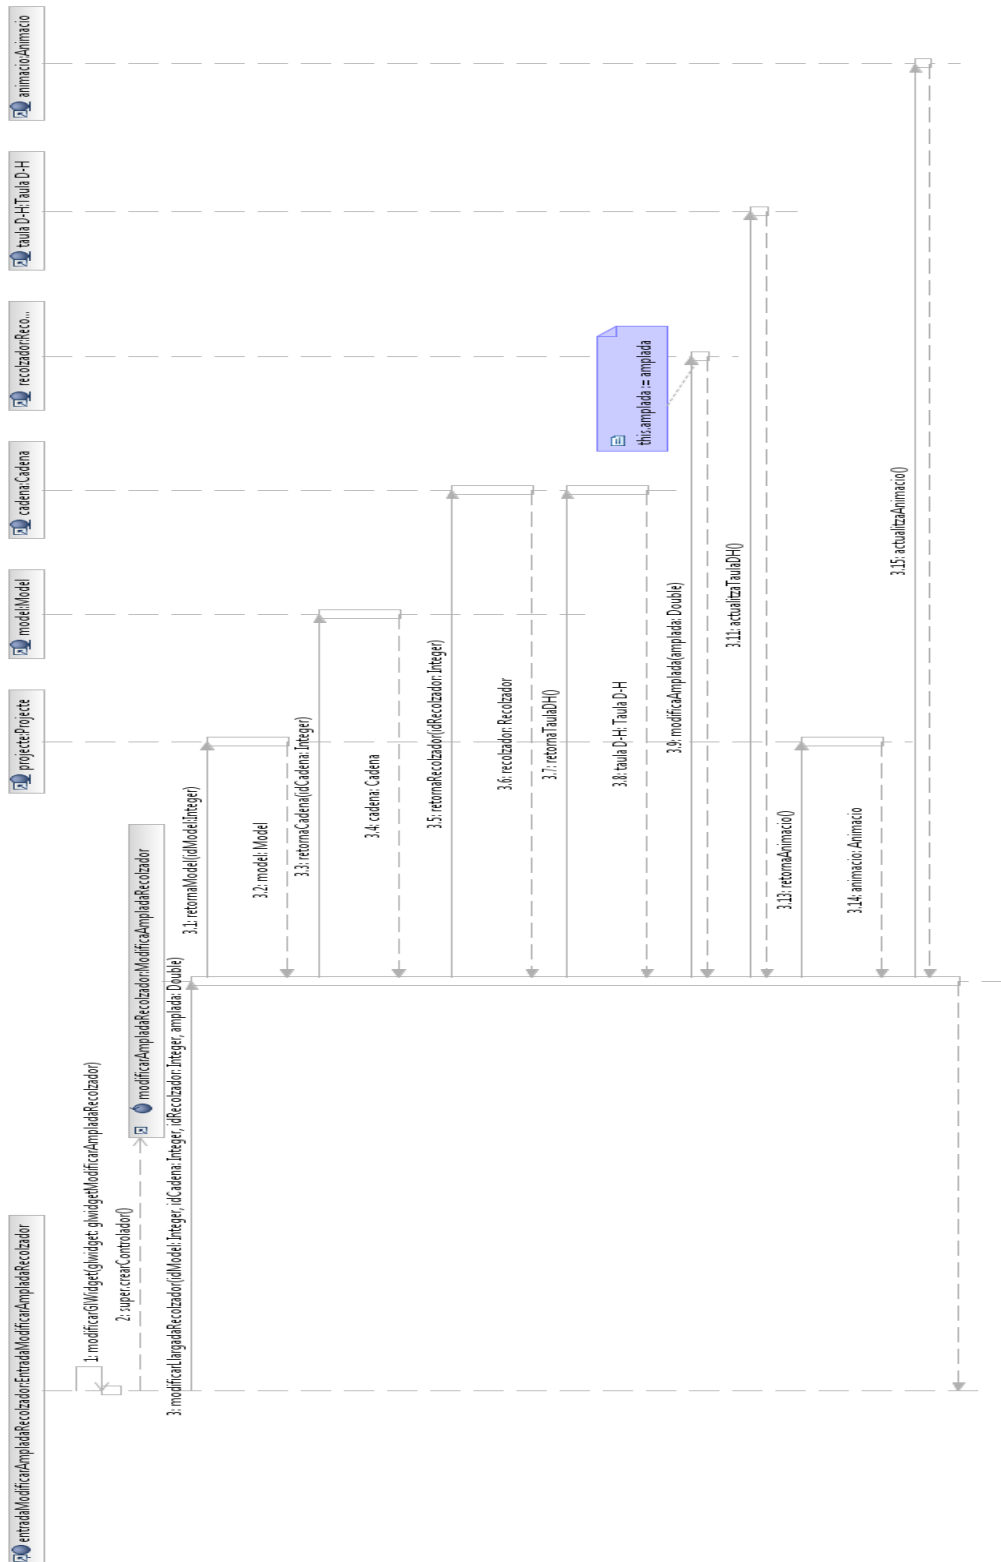 entradaModificarAmpladaRecolzador:EntradaModificarAmpladaRecolzador
projecte:Projecte
model:Model
cadena:Cadena
recolzador:Reco...
taula D-H:Taula D-H
animacio:Animacio
1: modificarGlWidget(glwidget: glwidgetModificarAmpladaRecolzador)
2: super.crearControlador()
modificarAmpladaRecolzador:ModificaAmpladaRecolzador
3: modificarLlargadaRecolzador(idModel: Integer, idCadena: Integer, idRecolzador: Integer, amplada: Double)
3.1: retornaModel(idModel:Integer)
3.2: model: Model
3.3: retornaCadena(idCadena: Integer)
3.4: cadena: Cadena
3.5: retornaRecolzador(idRecolzador: Integer)
3.6: recolzador: Recolzador
3.7: retornaTaulaDH()
3.8: taula D-H: Taula D-H
this.amplada := amplada
3.9: modificaAmplada(amplada: Double)
3.11: actualitzaTaulaDH()
3.13: retornaAnimacio()
3.14: animacio: Animacio
3.15: actualitzaAnimacio()